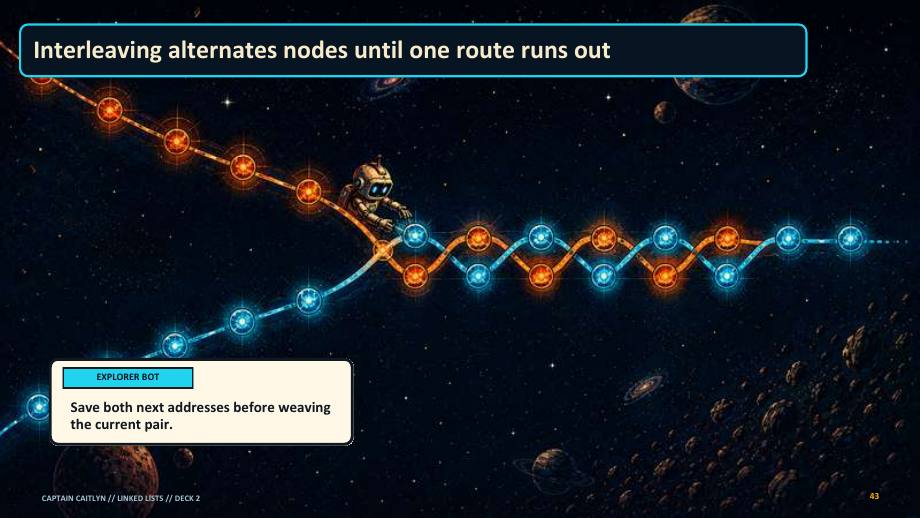 Interleaving alternates nodes until one route runs out
EXPLORER BOT
Save both next addresses before weaving
the current pair.
CAPTAIN CAITLYN // LINKED LISTS // DECK 2
43